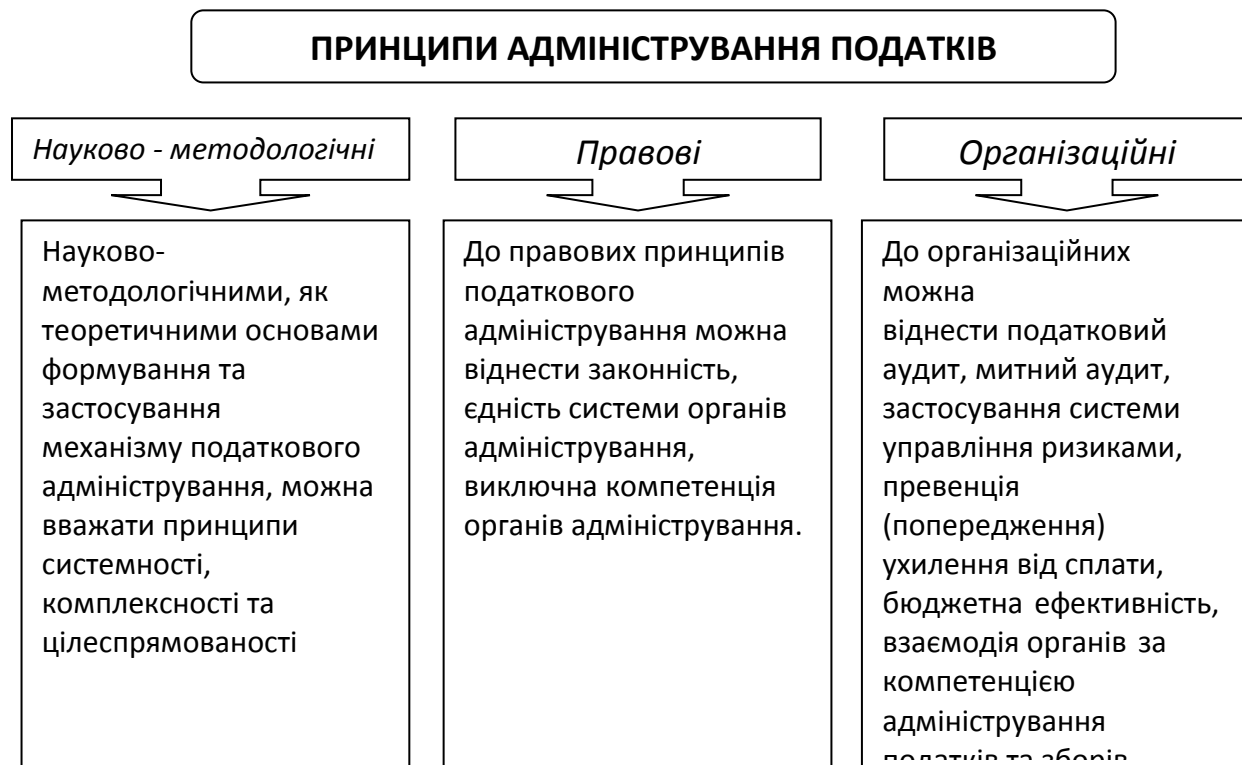 ПРИНЦИПИ АДМІНІСТРУВАННЯ ПОДАТКІВ
Науково - методологічні
Правові
Організаційні
Науково-
методологічними, як
теоретичними основами
формування та
застосування
механізму податкового
адміністрування, можна
вважати принципи
системності,
комплексності та
цілеспрямованості
До правових принципів
податкового
адміністрування можна
віднести законність,
єдність системи органів
адміністрування,
виключна компетенція
органів адміністрування.
До організаційних
можна
віднести податковий
аудит, митний аудит,
застосування системи
управління ризиками,
превенція
(попередження)
ухилення від сплати,
бюджетна ефективність,
взаємодія органів за
компетенцією
адміністрування
податків та зборів